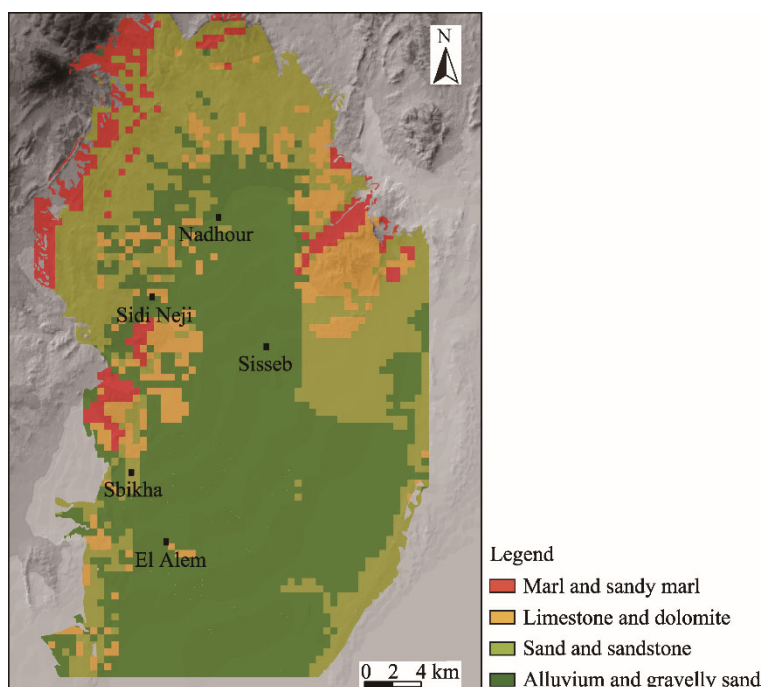 N
Nadhour
Sidi Neji
Sisseb
Sbikha
El Alem
Legend
Marl and sandy marl
Limestone and dolomite
Sand and sandstone
Alluvium and gravelly sand
0 2 4 km